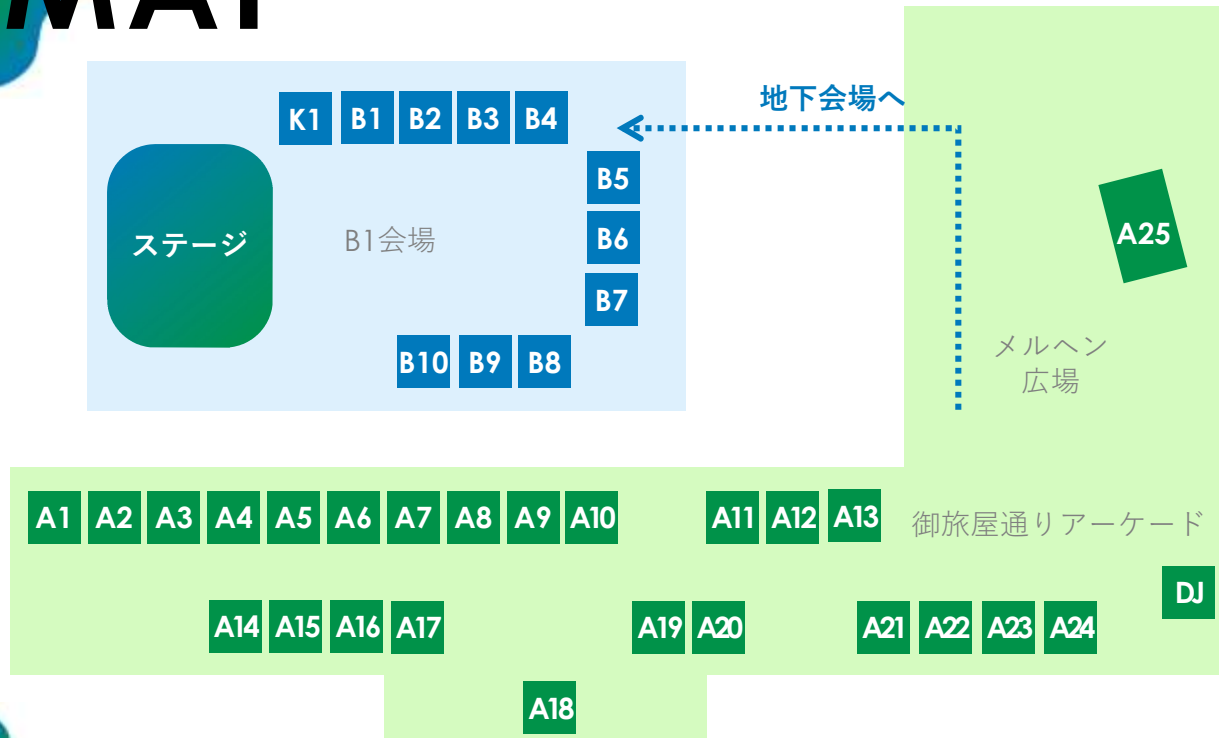 MAP
地下会場へ
K1 B1 B2 B3 B4
B5
ステージ
B1会場
B6
A25
B7
メルヘン
広場
B10 B9 B8
A1 A2 A3 A4 A5 A6 A7 A8 A9 A10 A11 A12 A13
御旅屋通りアーケード
DJ
A14 A15 A16 A17 A19 A20 A21 A22 A23 A24
A18